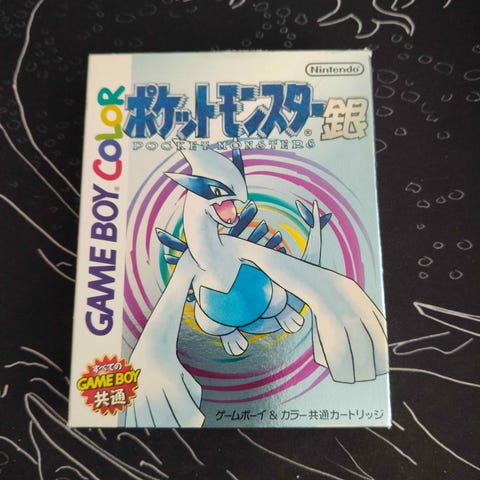 Nintendo
ポケットモンスター銀
POCKET MONSTERS
GAME BOY COLOR
すべての
GAME BOY
共通
ゲームボーイ & カラー共通カートリッジ